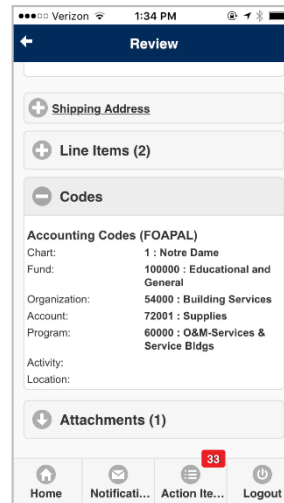 Verizon 1:34 PM
Review
Shipping Address
Line Items (2)
Codes
Accounting Codes (FOAPAL)
Chart: 1 : Notre Dame
Fund: 100000 : Educational and
General
Organization: 54000 : Building Services
Account: 72001 : Supplies
Program: 60000 : O&M-Services &
Service Bldgs
Activity:
Location:
Attachments (1)
33
Home Notificati... Action Ite... Logout